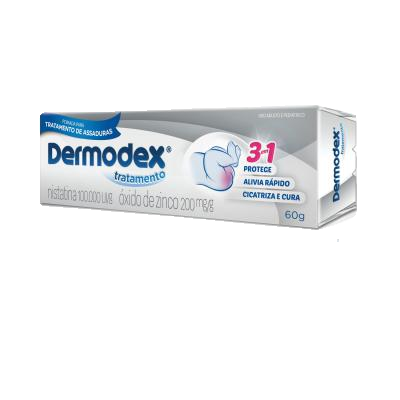 POMADA PARA
TRATAMENTO DE ASSADURAS
USO ADULTO E PEDIÁTRICO
Dermodex®
tratamento
nistatina 100.000 UI/g óxido de zinco 200 mg/g
3 em 1
PROTEGE
ALIVIA RÁPIDO
CICATRIZA E CURA
60g
Dermodex
tratamento